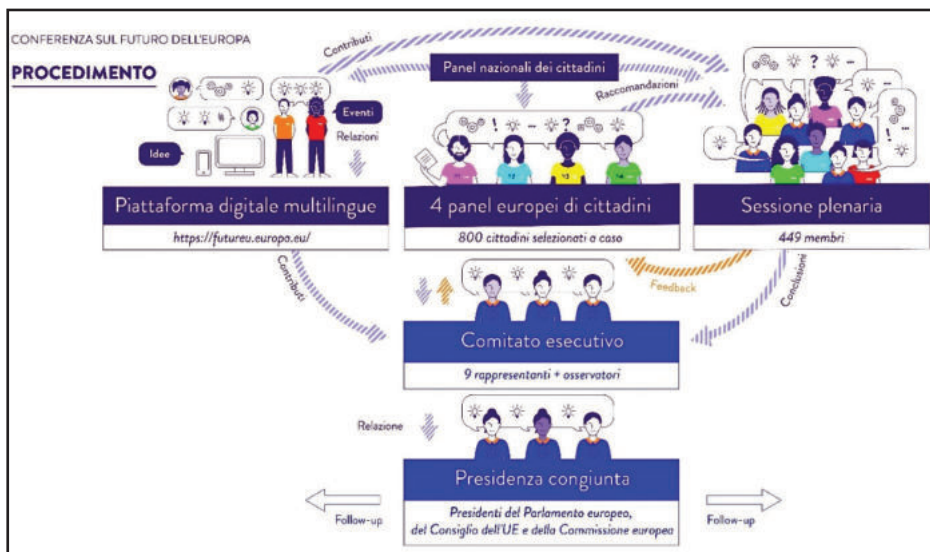 CONFERENZA SUL FUTURO DELL'EUROPA
PROCEDIMENTO
Contributi
Panel nazionali dei cittadini
Raccomandazioni
Eventi
Relazioni
Idee
Piattaforma digitale multilingue
https://futureu.europa.eu/
4 panel europei di cittadini
800 cittadini selezionati a caso
Sessione plenaria
449 membri
Contributi
Feedback
Conclusioni
Comitato esecutivo
9 rappresentanti + osservatori
Relazione
Presidenza congiunta
Presidenti del Parlamento europeo,
del Consiglio dell'UE e della Commissione europea
Follow-up
Follow-up